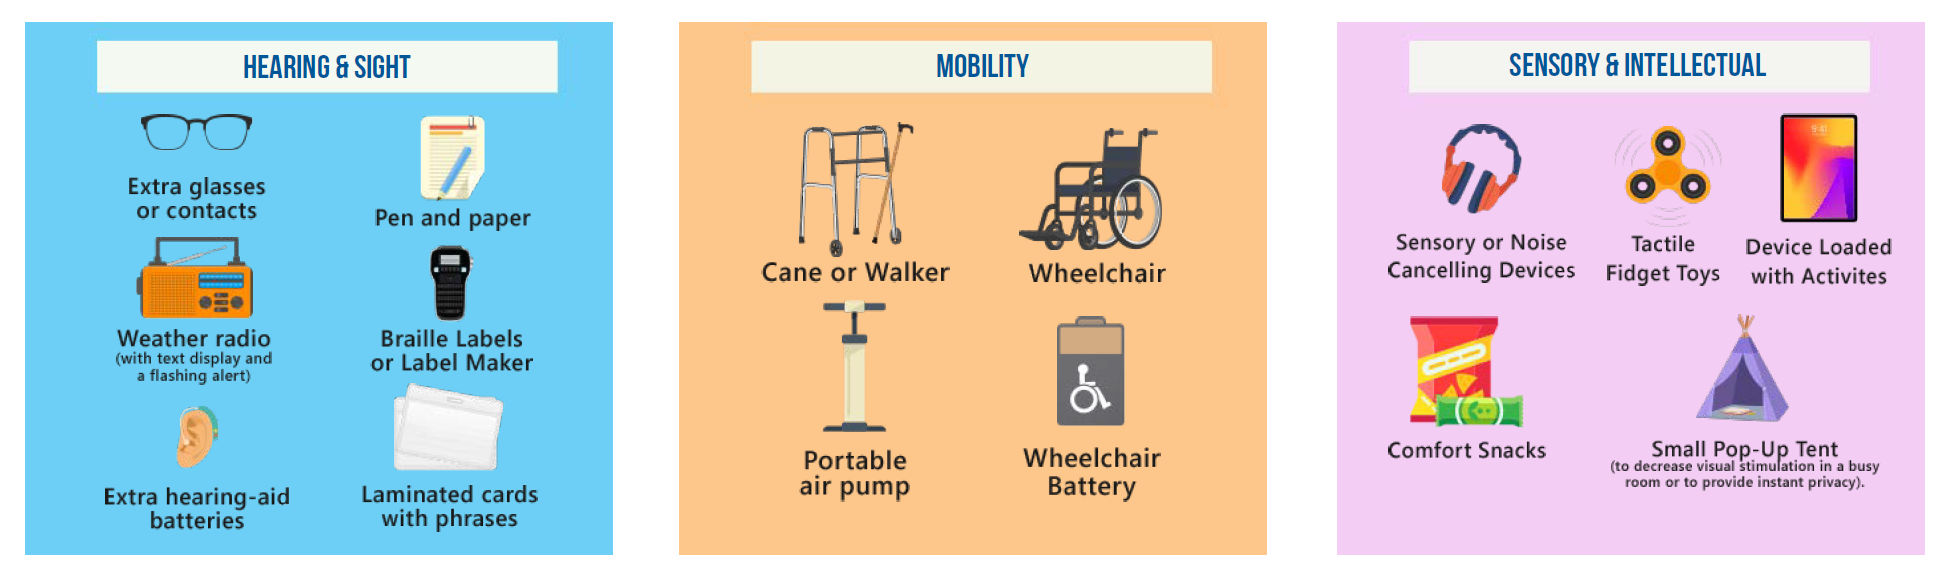 HEARING & SIGHT
Extra glasses
or contacts
Pen and paper
Weather radio
(with text display and
a flashing alert)
Braille Labels
or Label Maker
Extra hearing-aid
batteries
Laminated cards
with phrases
MOBILITY
Cane or Walker
Wheelchair
Portable
air pump
Wheelchair
Battery
SENSORY & INTELLECTUAL
9:41
Sensory or Noise
Cancelling Devices
Tactile
Fidget Toys
Device Loaded
with Activites
Comfort Snacks
Small Pop-Up Tent
(to decrease visual stimulation in a busy
room or to provide instant privacy).